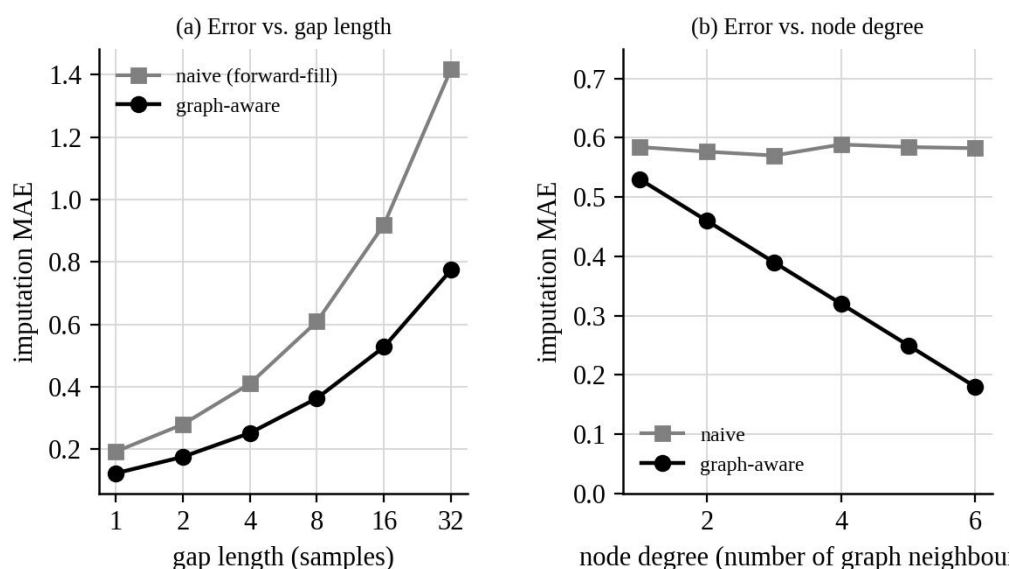 (a) Error vs. gap length
imputation MAE
1.4
1.2
1.0
0.8
0.6
0.4
0.2
naive (forward-fill)
graph-aware
1 2 4 8 16 32
gap length (samples)
(b) Error vs. node degree
imputation MAE
0.7
0.6
0.5
0.4
0.3
0.2
0.1
0.0
naive
graph-aware
2 4 6
node degree (number of graph neighbou